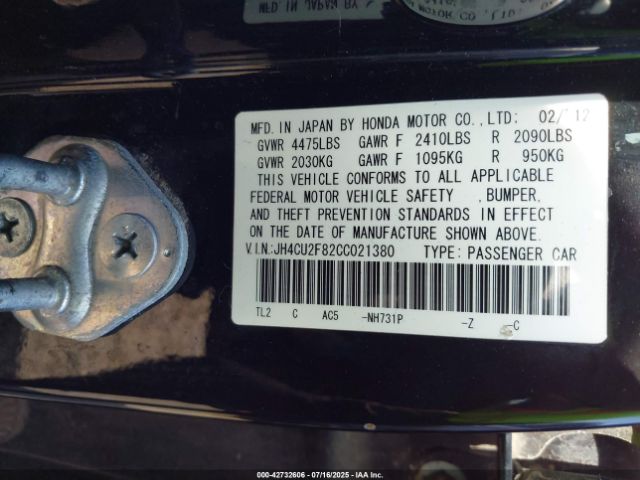 MFD.IN JAPAN BY HONDA MOTOR CO.,LTD: 02/'12
GVWR 4475LBS GAWR F 2410LBS R 2090LBS
GVWR 2030KG GAWR F 1095KG R 950KG
THIS VEHICLE CONFORMS TO ALL APPLICABLE
FEDERAL MOTOR VEHICLE SAFETY , BUMPER,
AND THEFT PREVENTION STANDARDS IN EFFECT
ON THE DATE OF MANUFACTURE SHOWN ABOVE.
V.I.N:JH4CU2F82CC021380 TYPE: PASSENGER CAR
TL2 C AC5 -NH731P -Z -C
000-42732606 | 07/16/2025 | IAA Inc.